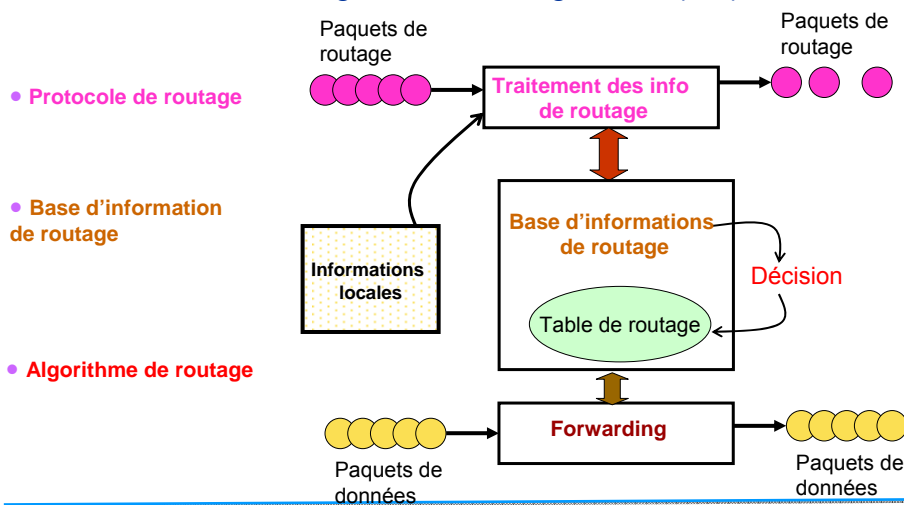 Paquets de
routage
Paquets de
routage
• Protocole de routage
Traitement des info
de routage
• Base d'information
de routage
Base d'informations
de routage
Informations
locales
Décision
Table de routage
• Algorithme de routage
Forwarding
Paquets de
données
Paquets de
données